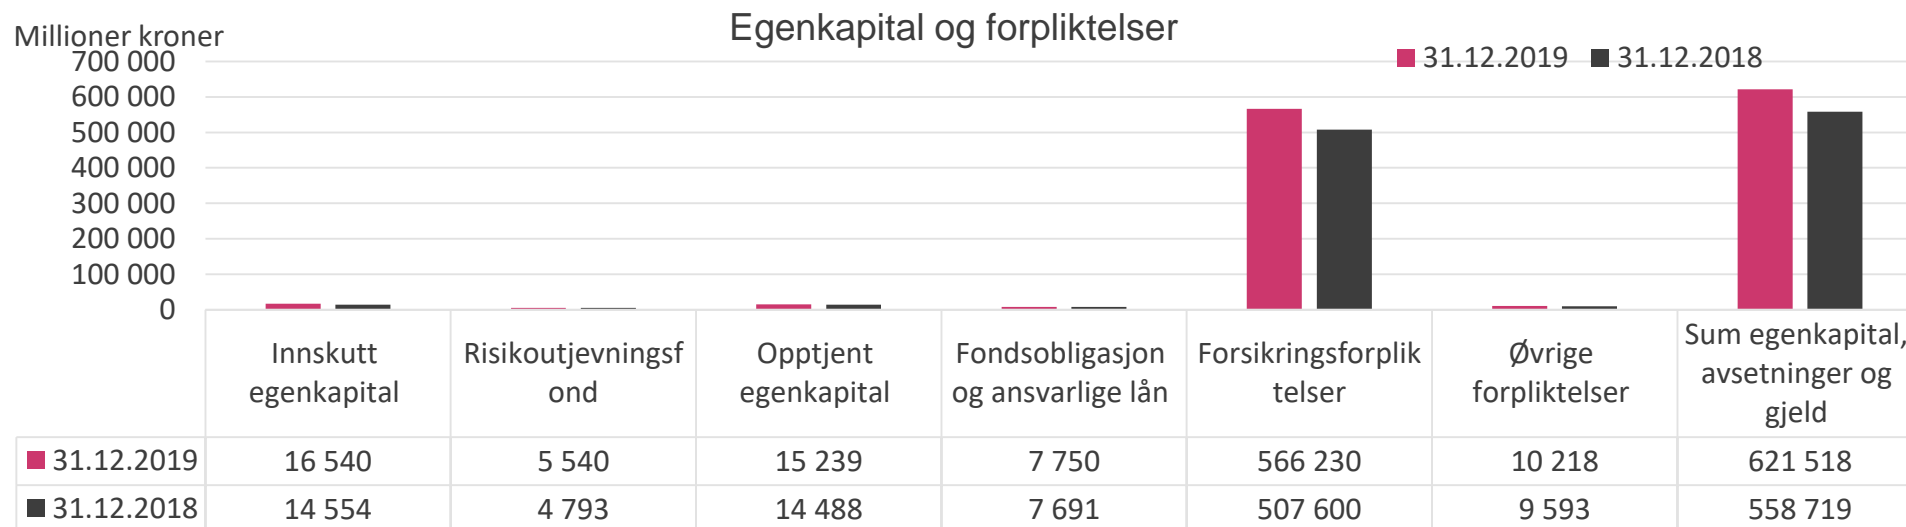 Egenkapital og forpliktelser
Millioner kroner
31.12.2019 31.12.2018
700 000
600 000
500 000
400 000
300 000
200 000
100 000
0
Innskutt
egenkapital
Risikoutjevningsf
ond
Opptjent
egenkapital
Fondsobligasjon
og ansvarlige lån
Forsikringsforplik
telser
Øvrige
forpliktelser
Sum egenkapital,
avsetninger og
gjeld
31.12.2019 16 540 5 540 15 239 7 750 566 230 10 218 621 518
31.12.2018 14 554 4 793 14 488 7 691 507 600 9 593 558 719